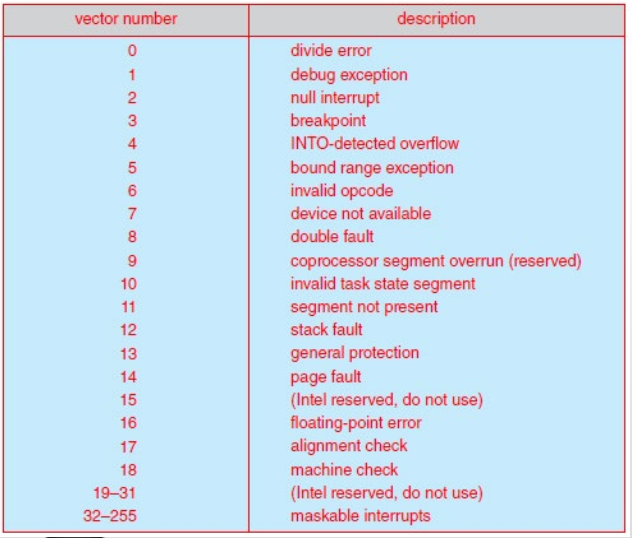 vector number description
0 divide error
1 debug exception
2 null interrupt
3 breakpoint
4 INTO-detected overflow
5 bound range exception
6 invalid opcode
7 device not available
8 double fault
9 coprocessor segment overrun (reserved)
10 invalid task state segment
11 segment not present
12 stack fault
13 general protection
14 page fault
15 (Intel reserved, do not use)
16 floating-point error
17 alignment check
18 machine check
19–31 (Intel reserved, do not use)
32–255 maskable interrupts